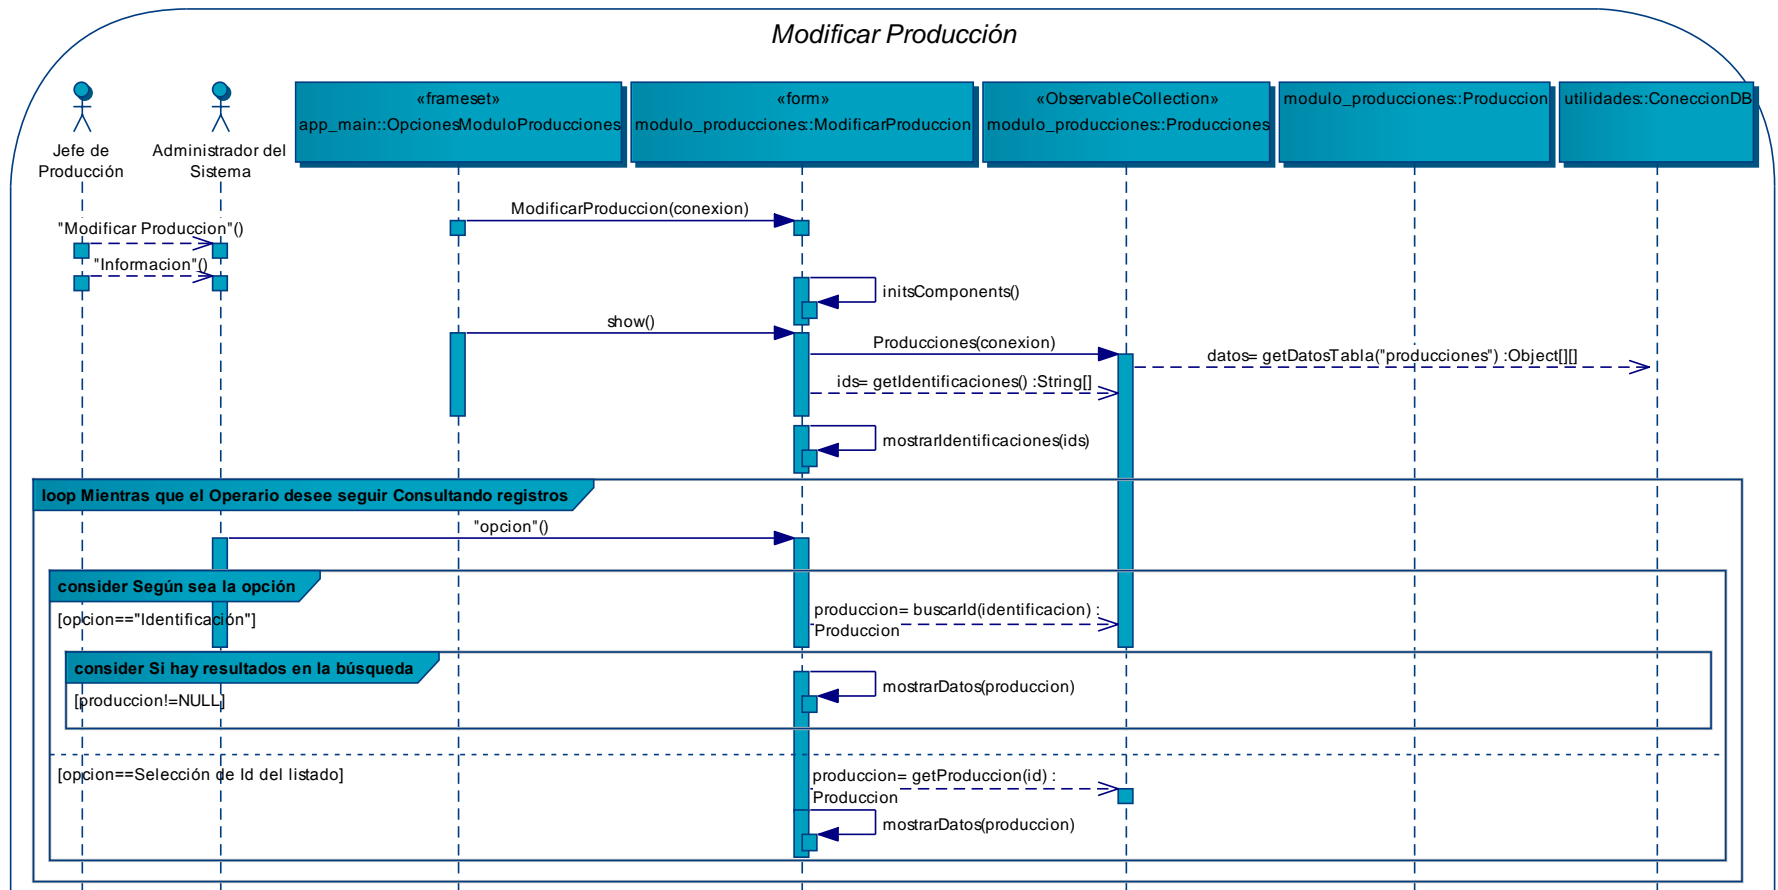 Modificar Producción
Jefe de
Producción
Administrador del
Sistema
«frameset»
app_main::OpcionesModuloProducciones
«form»
modulo_producciones::ModificarProduccion
«ObservableCollection»
modulo_producciones::Producciones
modulo_producciones::Produccion
utilidades::ConeccionDB
ModificarProduccion(conexion)
"Modificar Produccion"()
"Informacion"()
initsComponents()
show()
Producciones(conexion)
datos= getDatosTabla("producciones") :Object[][]
ids= getIdentificaciones() :String[]
mostrarIdentificaciones(ids)
loop Mientras que el Operario desee seguir Consultando registros
"opcion"()
consider Según sea la opción
[opcion=="Identificación"]
produccion= buscarId(identificacion) :
Produccion
consider Si hay resultados en la búsqueda
mostrarDatos(produccion)
[produccion!=NULL]
[opcion==Selección de Id del listado]
produccion= getProduccion(id) :
Produccion
mostrarDatos(produccion)